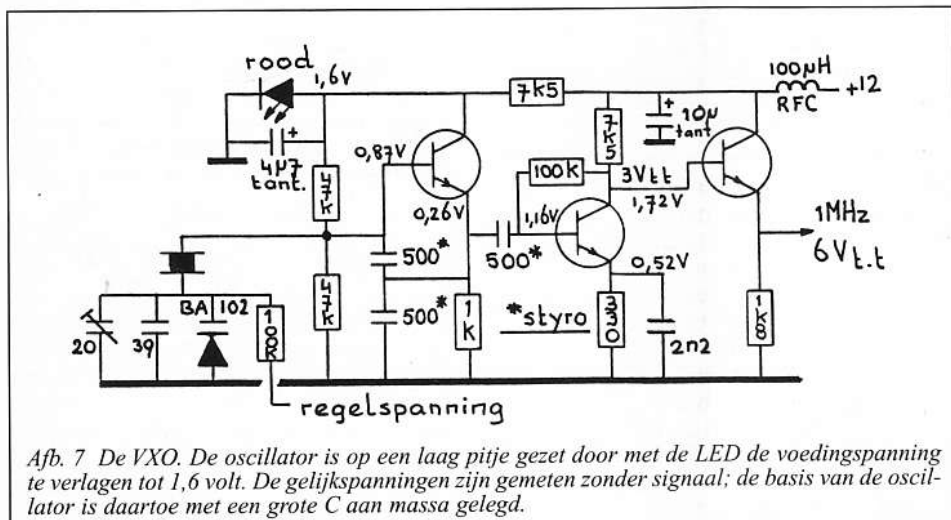 rood
1,6V
100µH
RFC
+12
7k5
10µ
tant
7k5
4µ7
tant.
47k
0,87V
0,26V
100k
3Vtt
1,72V
1,16V
500*
0,52V
1MHz
6Vt.t
500*
500*
47k
1k
*styro
330
2n2
1k8
20
39
BA 102
100k
regelspanning
Afb. 7 De VXO. De oscillator is op een laag pitje gezet door met de LED de voedingspanning
te verlagen tot 1,6 volt. De gelijkspanningen zijn gemeten zonder signaal; de basis van de oscil-
lator is daartoe met een grote C aan massa gelegd.